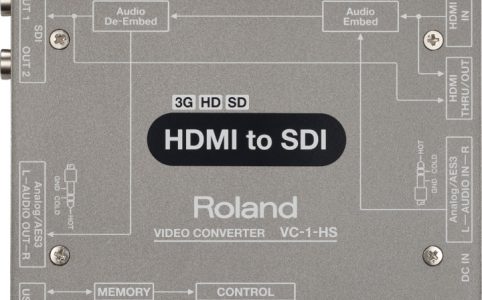 OUT 1
SDI
OUT 2
Audio
De-Embed
Audio
Embed
HDMI
IN
HDMI
THRU/OUT
3G HD SD
HDMI to SDI
HOT
COLD
GND
Analog/AES3
L—AUDIO OUT—R
HOT
COLD
GND
Analog/AES3
L—AUDIO IN—R
Roland
VIDEO CONVERTER VC-1-HS
DC IN
MEMORY
CONTROL